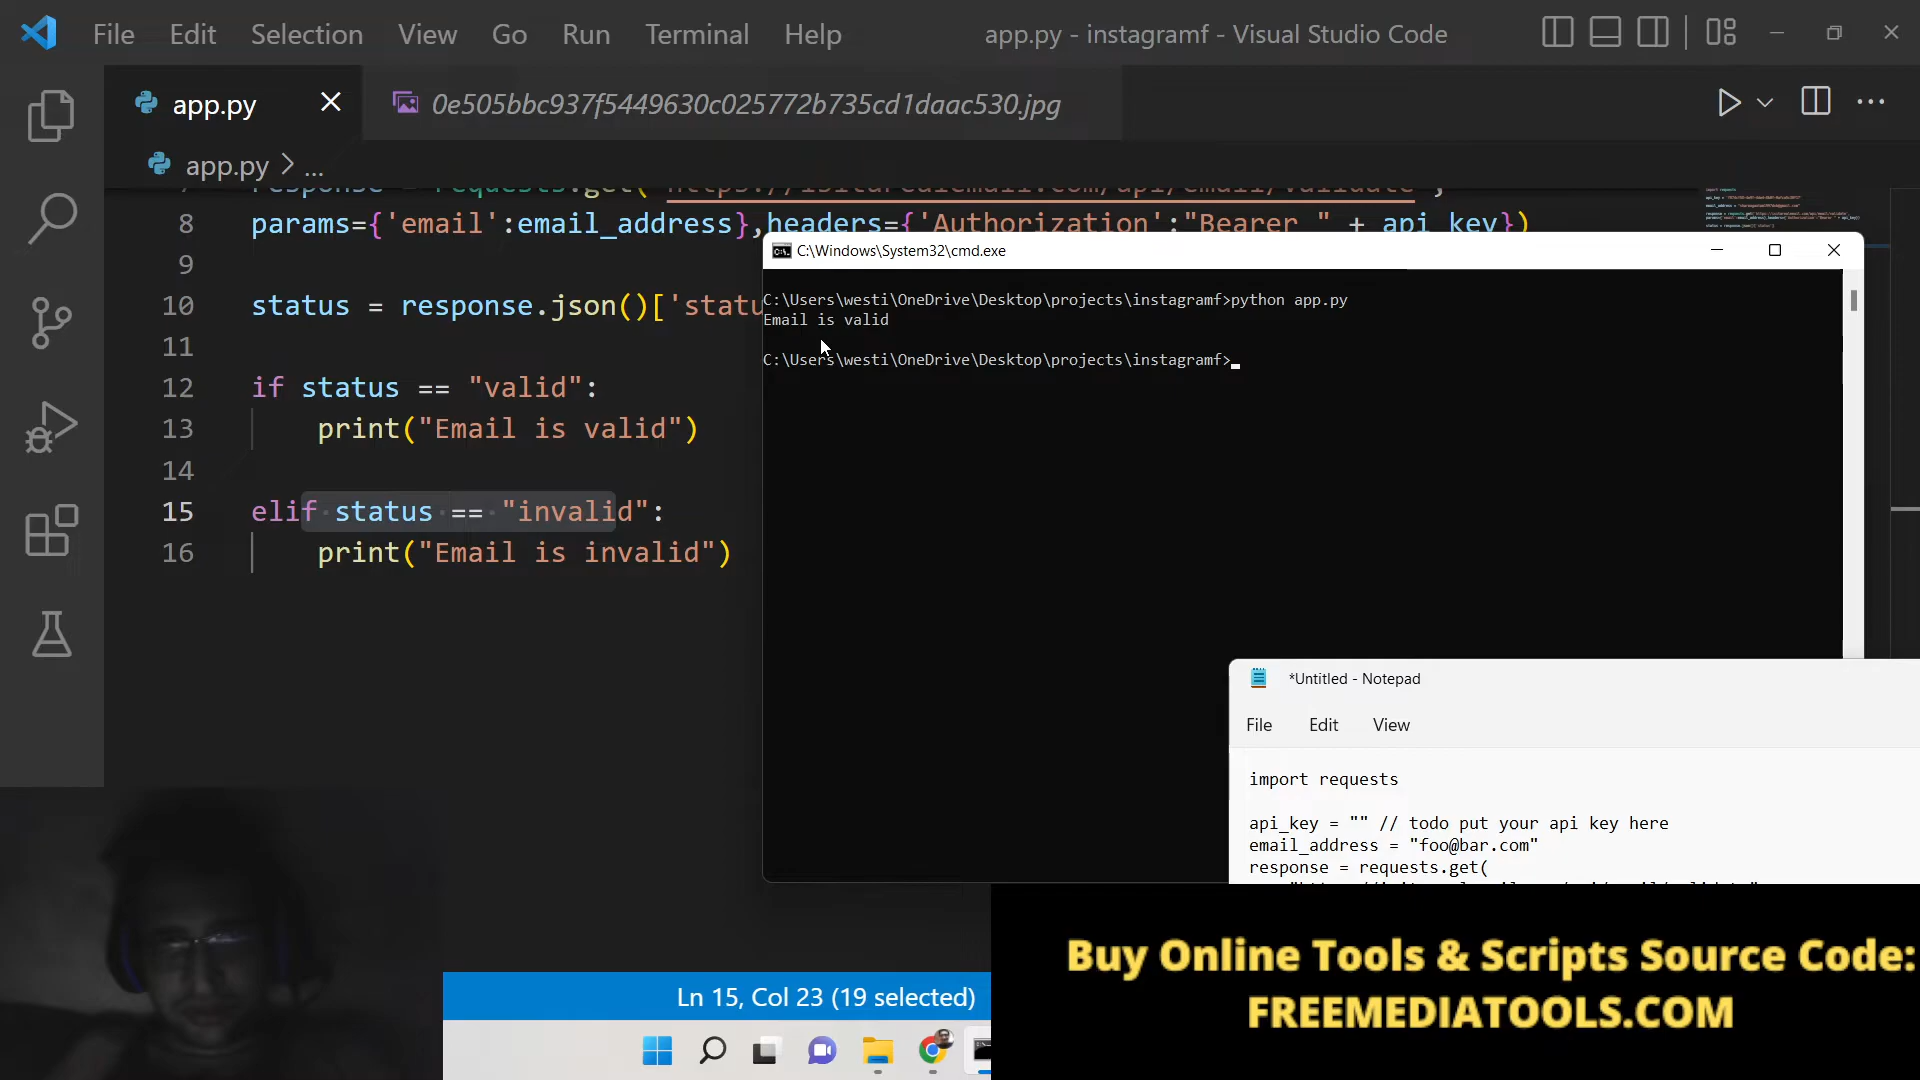 File Edit Selection View Go Run Terminal Help
app.py - instagramf - Visual Studio Code
app.py
0e505bbc937f5449630c025772b735cd1daac530.jpg
app.py > ...
8 params={'email':email_address},headers={'Authorization':"Bearer " + api_key})
9
10 status = response.json()['statu
11
12 if status == "valid":
13 print("Email is valid")
14
15 elif status == "invalid":
16 print("Email is invalid")
C:\Windows\System32\cmd.exe
C:\Users\westi\OneDrive\Desktop\projects\instagramf>python app.py
Email is valid
C:\Users\westi\OneDrive\Desktop\projects\instagramf>
*Untitled - Notepad
File Edit View
import requests
api_key = "" // todo put your api key here
email_address = "foo@bar.com"
response = requests.get(
Buy Online Tools & Scripts Source Code:
FREEMEDIATOOLS.COM
Ln 15, Col 23 (19 selected)